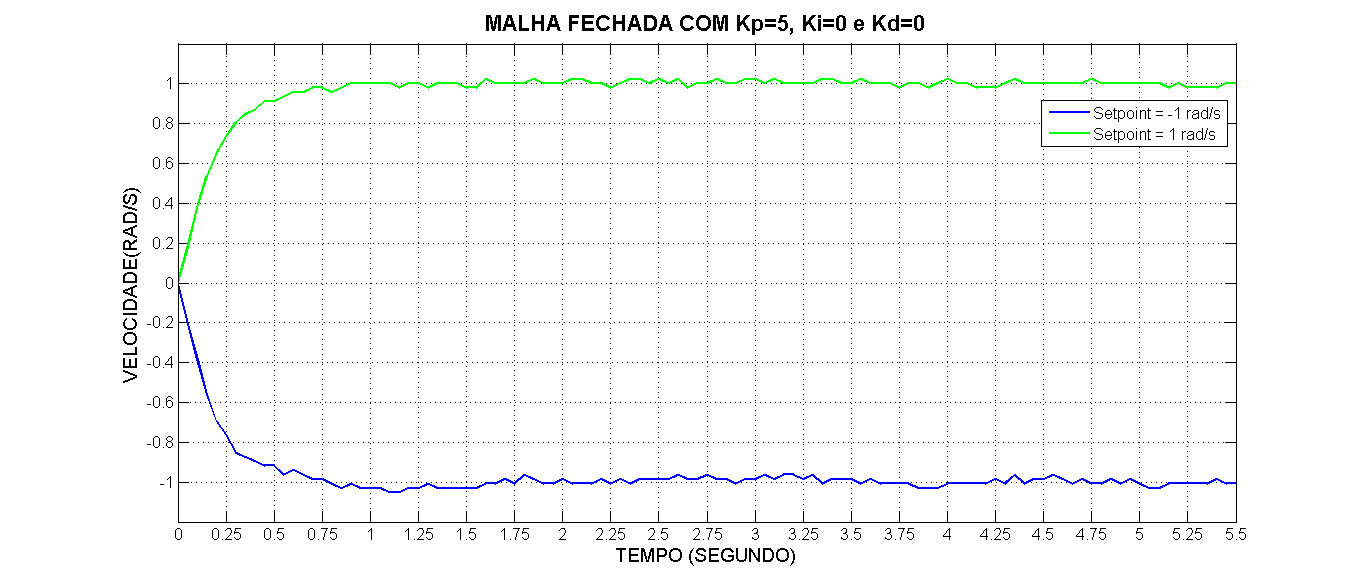 MALHA FECHADA COM Kp=5, Ki=0 e Kd=0
1
0.8
0.6
0.4
0.2
0
-0.2
-0.4
-0.6
-0.8
-1
VELOCIDADE(RAD/S)
Setpoint = -1 rad/s
Setpoint = 1 rad/s
0 0.25 0.5 0.75 1 1.25 1.5 1.75 2 2.25 2.5 2.75 3 3.25 3.5 3.75 4 4.25 4.5 4.75 5 5.25 5.5
TEMPO (SEGUNDO)